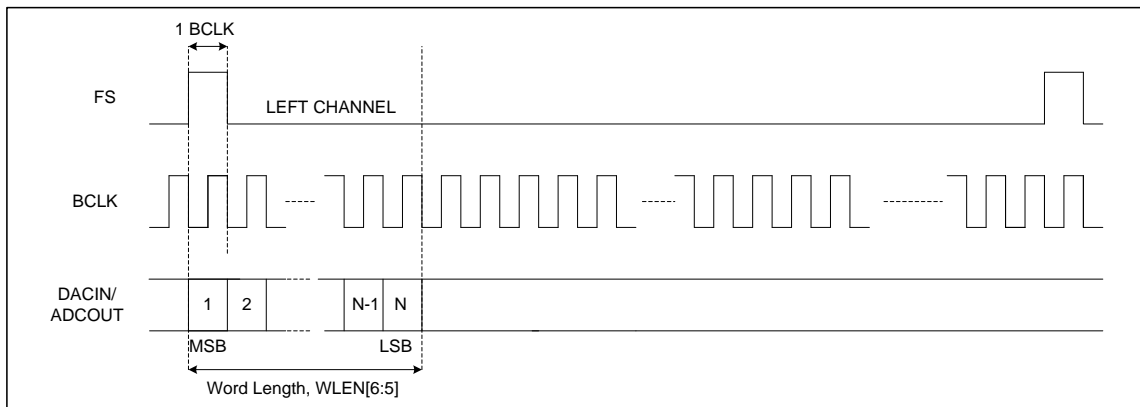 1 BCLK
FS
LEFT CHANNEL
BCLK
DACIN/
ADCOUT
1
2
N-1
N
MSB
LSB
Word Length, WLEN[6:5]